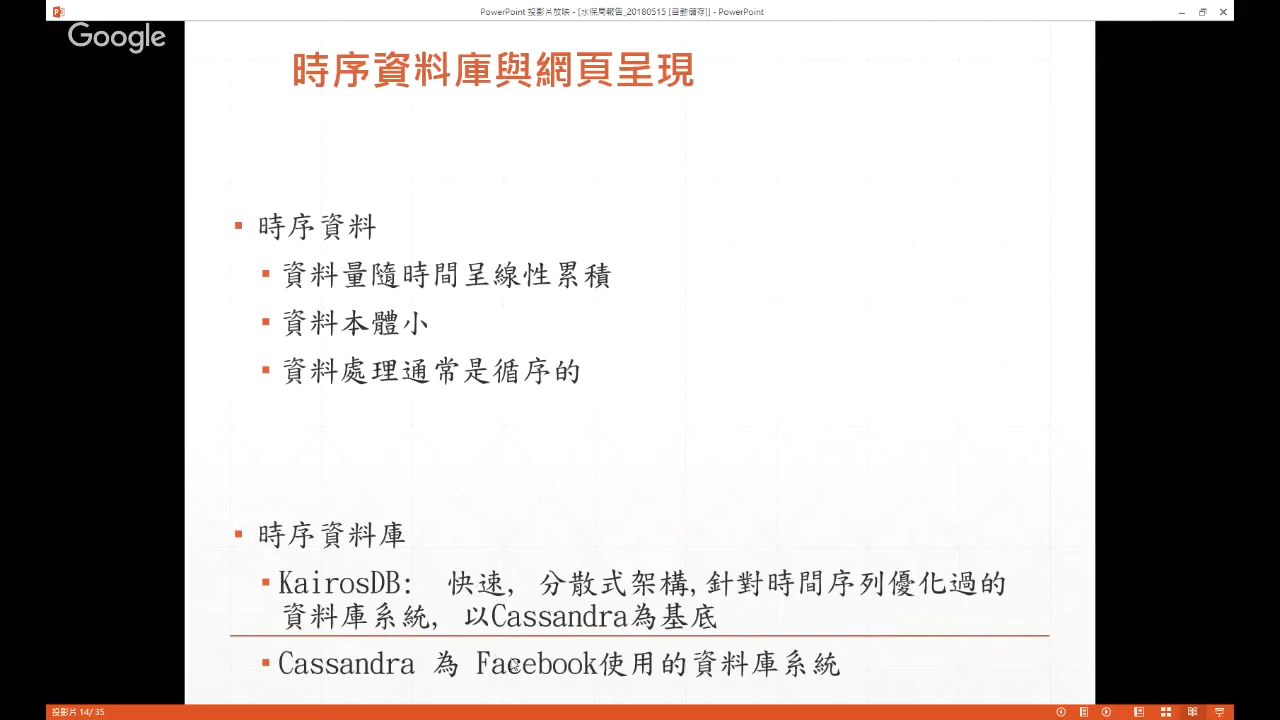 PowerPoint 投影片放映 - [水保局報告_20180515 [自動儲存]] - PowerPoint
Google
時序資料庫與網頁呈現
時序資料
資料量隨時間呈線性累積
資料本體小
資料處理通常是循序的
時序資料庫
KairosDB: 快速, 分散式架構,針對時間序列優化過的
資料庫系統, 以Cassandra為基底
Cassandra 為 Facebook使用的資料庫系統
投影片 14/ 35